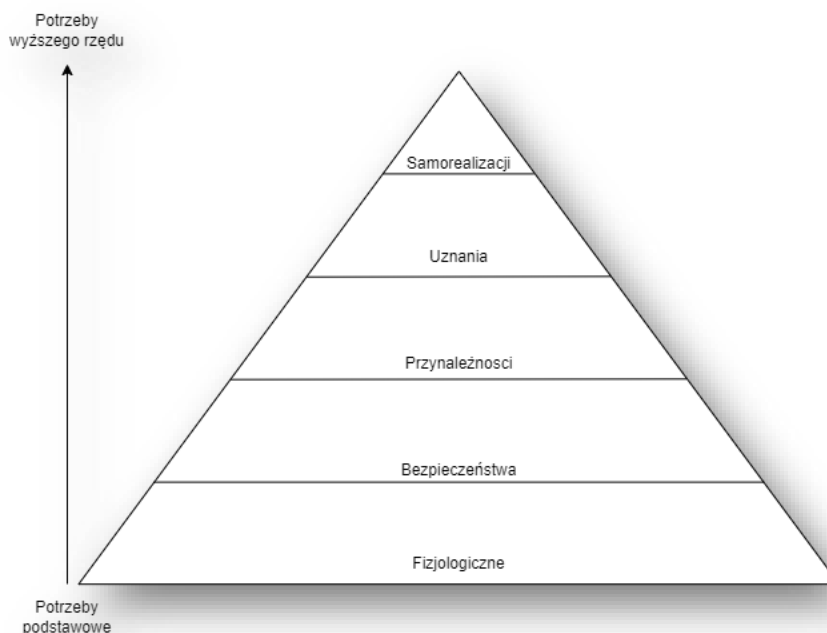 Potrzeby
wyższego rzędu
Samorealizacji
Uznania
Przynależnosci
Bezpieczeństwa
Fizjologiczne
Potrzeby
podstawowe